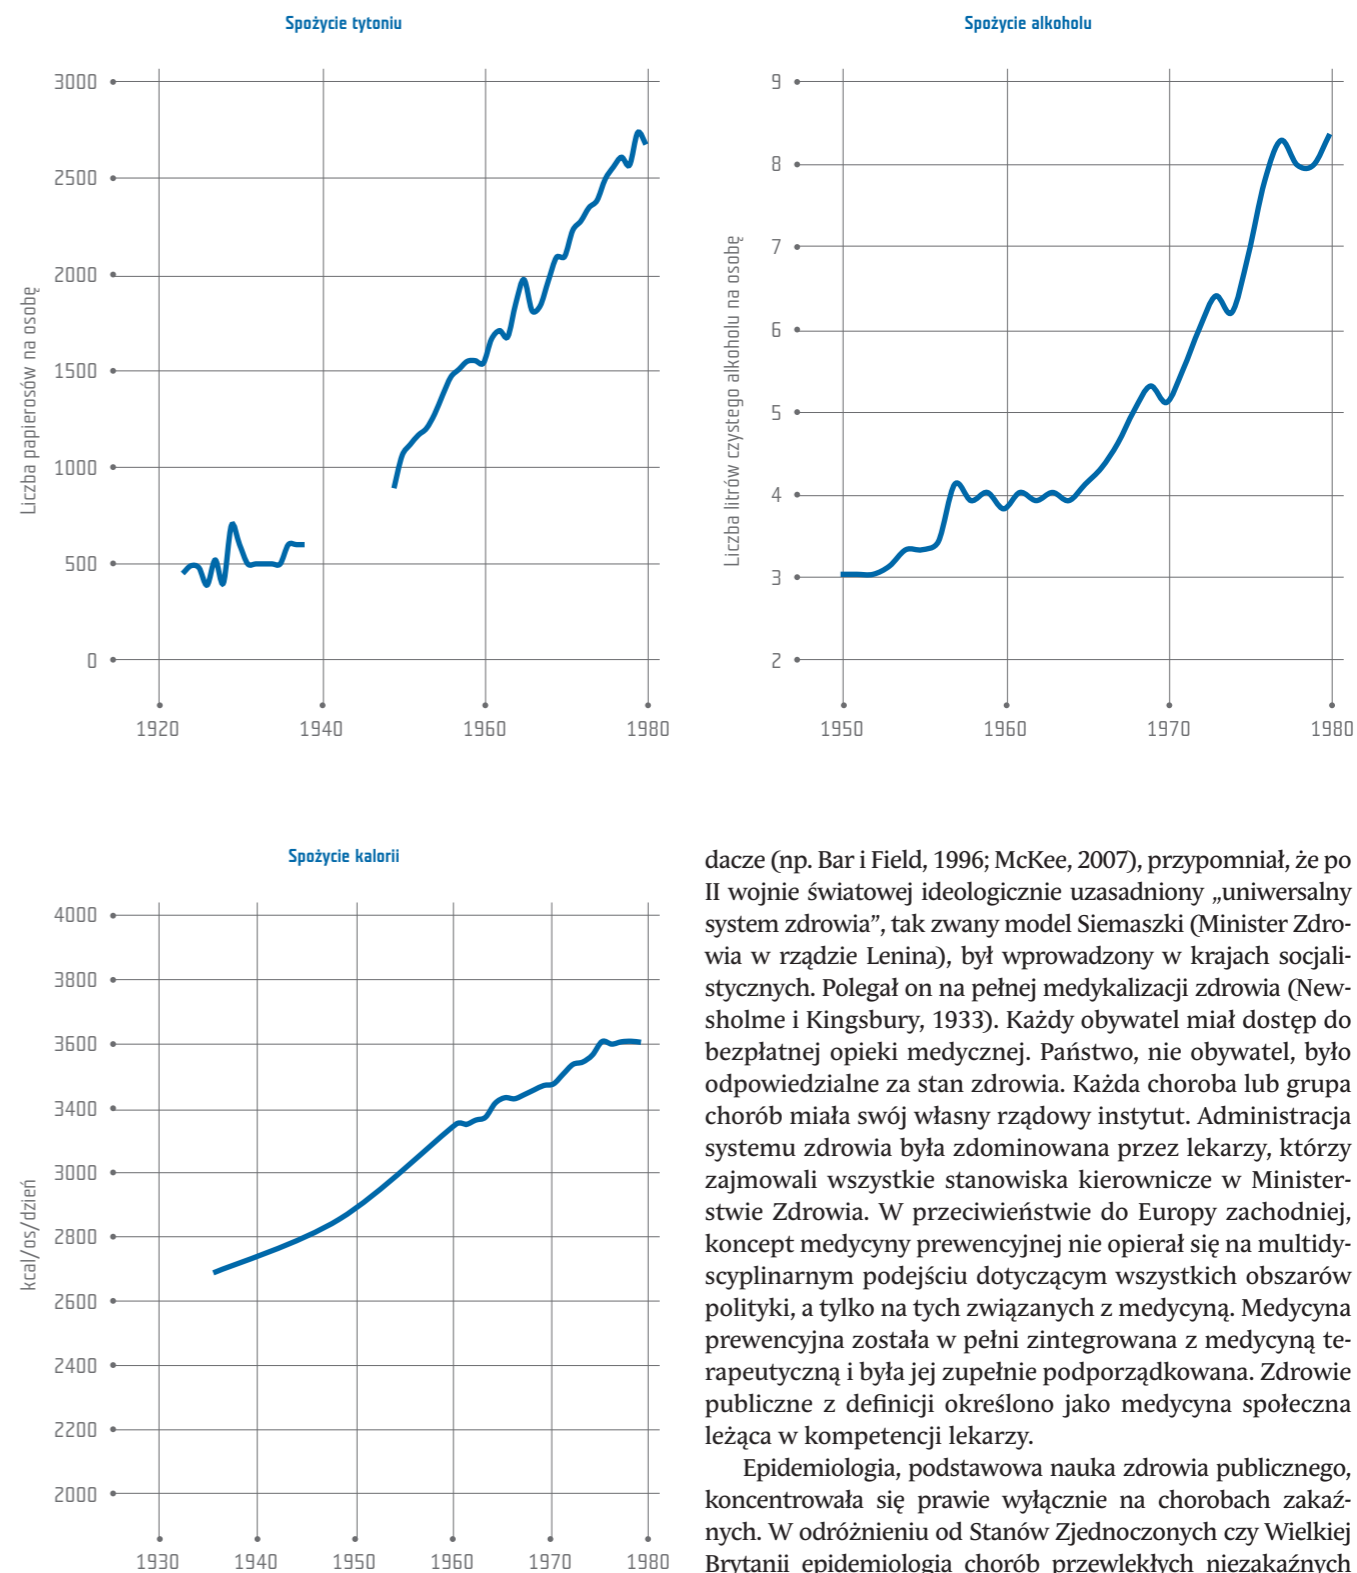 Spożycie tytoniu
Liczba papierosów na osobę
3000
2500
2000
1500
1000
500
0
1920
1940
1960
1980
Spożycie alkoholu
Liczba litrów czystego alkoholu na osobę
9
8
7
6
5
4
3
2
1950
1960
1970
1980
Spożycie kalorii
kcal/os/dzień
4000
3800
3600
3400
3000
2800
2600
2400
2200
2000
1930
1940
1950
1960
1970
1980
dacze (np. Bar i Field, 1996; McKee, 2007), przypomniał, że po
II wojnie światowej ideologicznie uzasadniony „uniwersalny
system zdrowia”, tak zwany model Siemaszki (Minister Zdro-
wia w rządzie Lenina), był wprowadzony w krajach socjali-
stycznych. Polegał on na pełnej medykalizacji zdrowia (New-
sholme i Kingsbury, 1933). Każdy obywatel miał dostęp do
bezpłatnej opieki medycznej. Państwo, nie obywatel, było
odpowiedzialne za stan zdrowia. Każda choroba lub grupa
chorób miała swój własny rządowy instytut. Administracja
systemu zdrowia była zdominowana przez lekarzy, którzy
zajmowali wszystkie stanowiska kierownicze w Minister-
stwie Zdrowia. W przeciwieństwie do Europy zachodniej,
koncept medycyny prewencyjnej nie opierał się na multidy-
scyplinarnym podejściu dotyczącym wszystkich obszarów
polityki, a tylko na tych związanych z medycyną. Medycyna
prewencyjna została w pełni zintegrowana z medycyną te-
rapeutyczną i była jej zupełnie podporządkowana. Zdrowie
publiczne z definicji określono jako medycyna społeczna
leżąca w kompetencji lekarzy.
Epidemiologia, podstawowa nauka zdrowia publicznego,
koncentrowała się prawie wyłącznie na chorobach zakaź-
nych. W odróżnieniu od Stanów Zjednoczonych czy Wielkiej
Brytanii epidemiologia chorób przewlekłych niezakaźnych